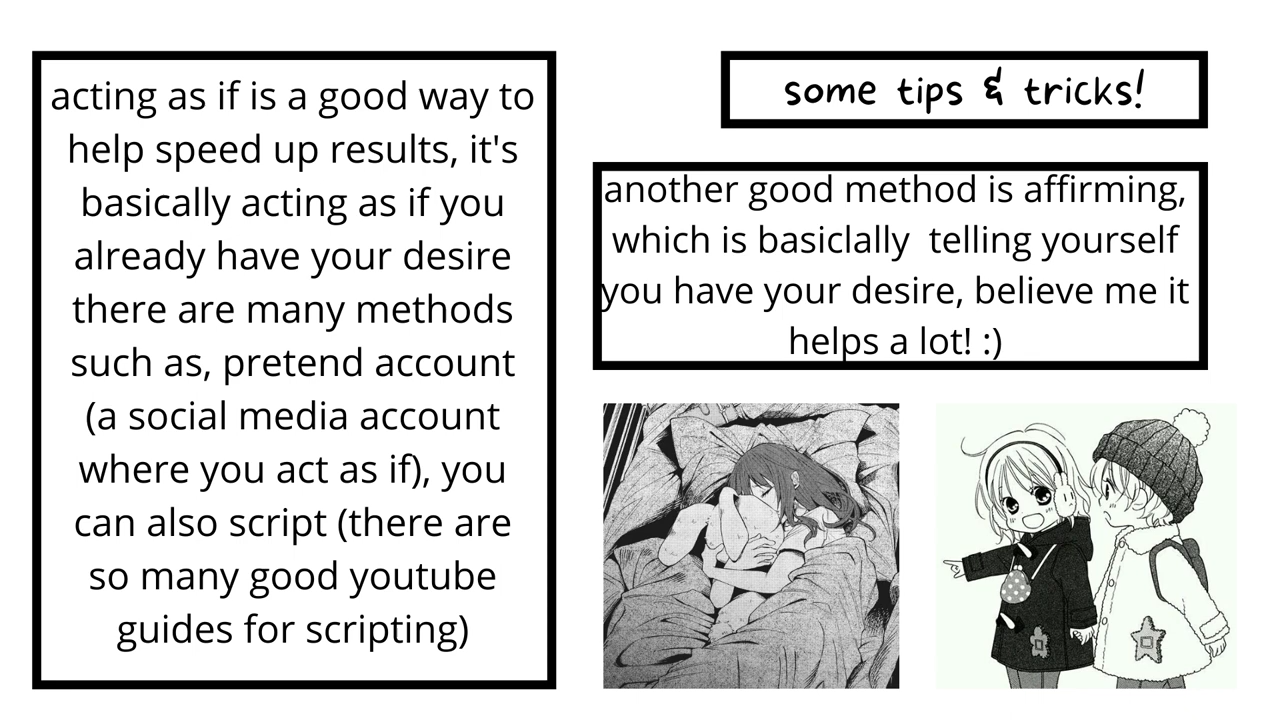 some tips & tricks!
acting as if is a good way to
help speed up results, it's
basically acting as if you
already have your desire
there are many methods
such as, pretend account
(a social media account
where you act as if), you
can also script (there are
so many good youtube
guides for scripting)
another good method is affirming,
which is basiclally  telling yourself
you have your desire, believe me it
helps a lot! :)